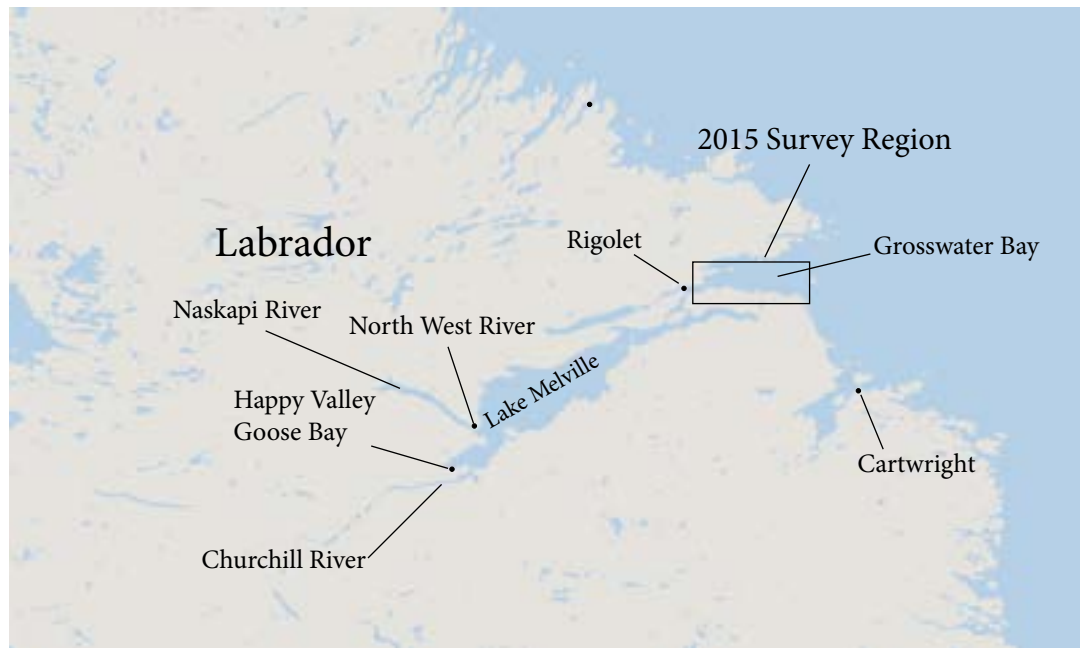 2015 Survey Region
Labrador
Rigolet
Grosswater Bay
Naskapi River
North West River
Lake Melville
Happy Valley
Goose Bay
Cartwright
Churchill River